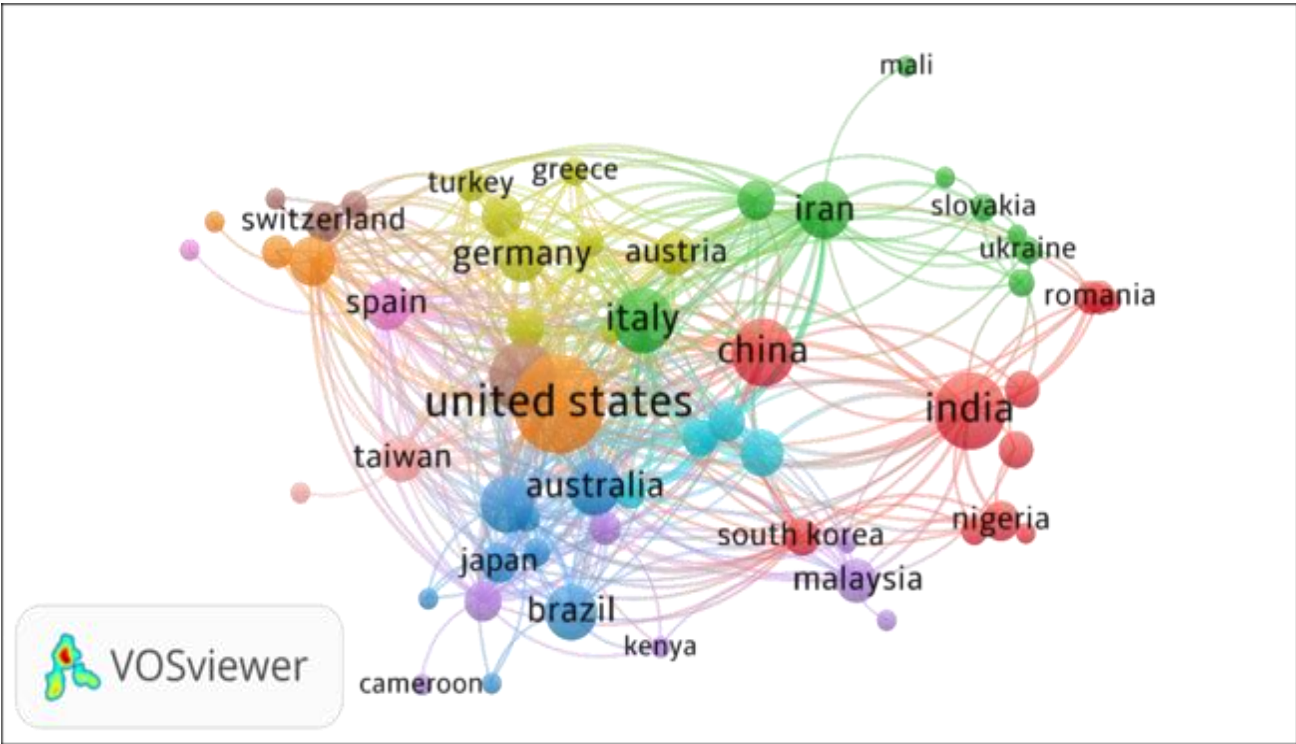 mali
greece
turkey
switzerland
iran
slovakia
germany
austria
ukraine
spain
italy
romania
china
united states
india
taiwan
australia
nigeria
south korea
japan
malaysia
brazil
kenya
VOSviewer
cameroon